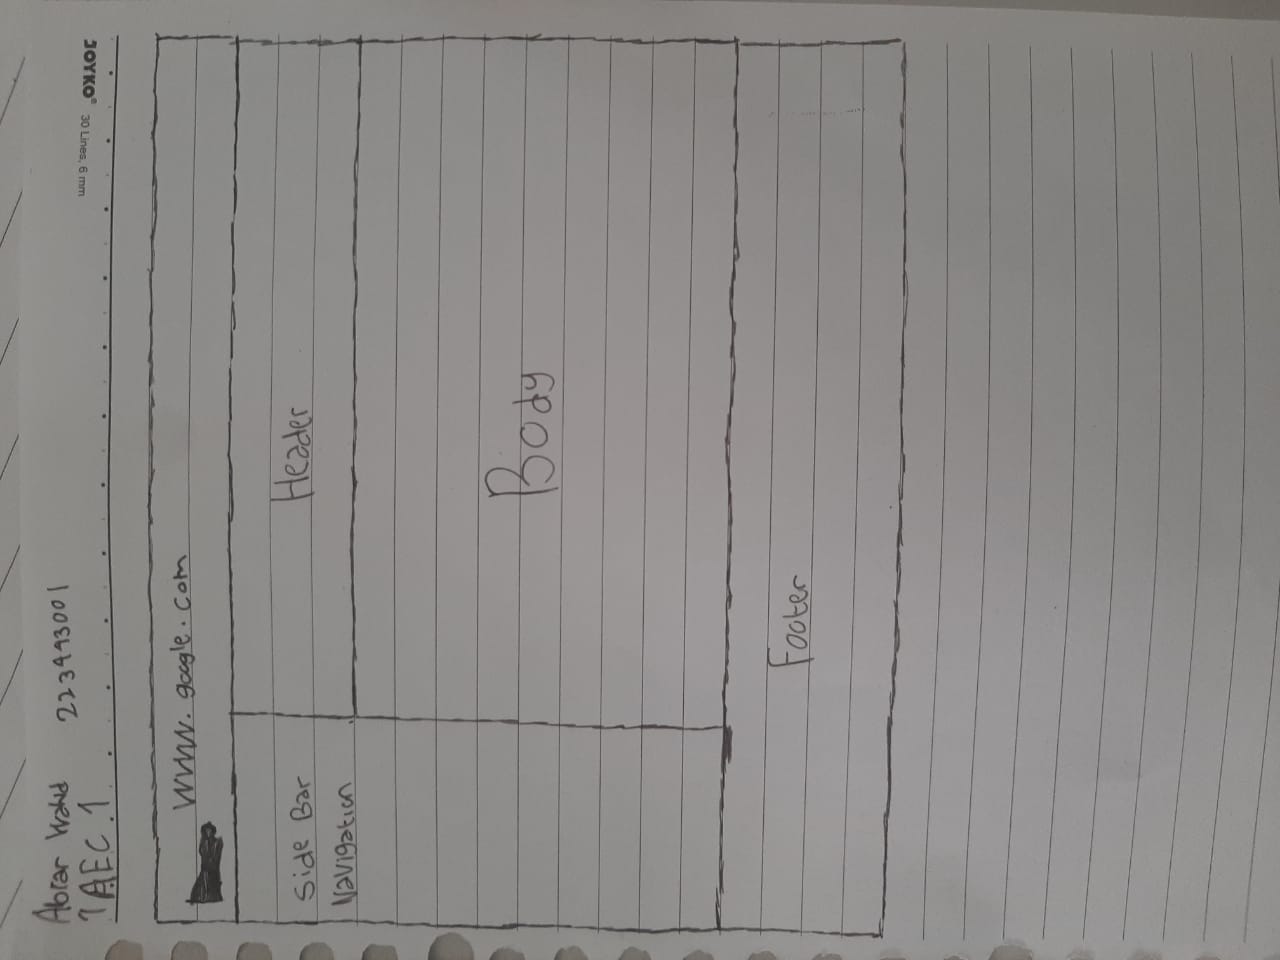 Abrar Wahid 223443001
1AEC 1
JOYKO® 30 Lines, 6 mm
www.google.com
Side Bar
Navigation
Header
Body
Footer